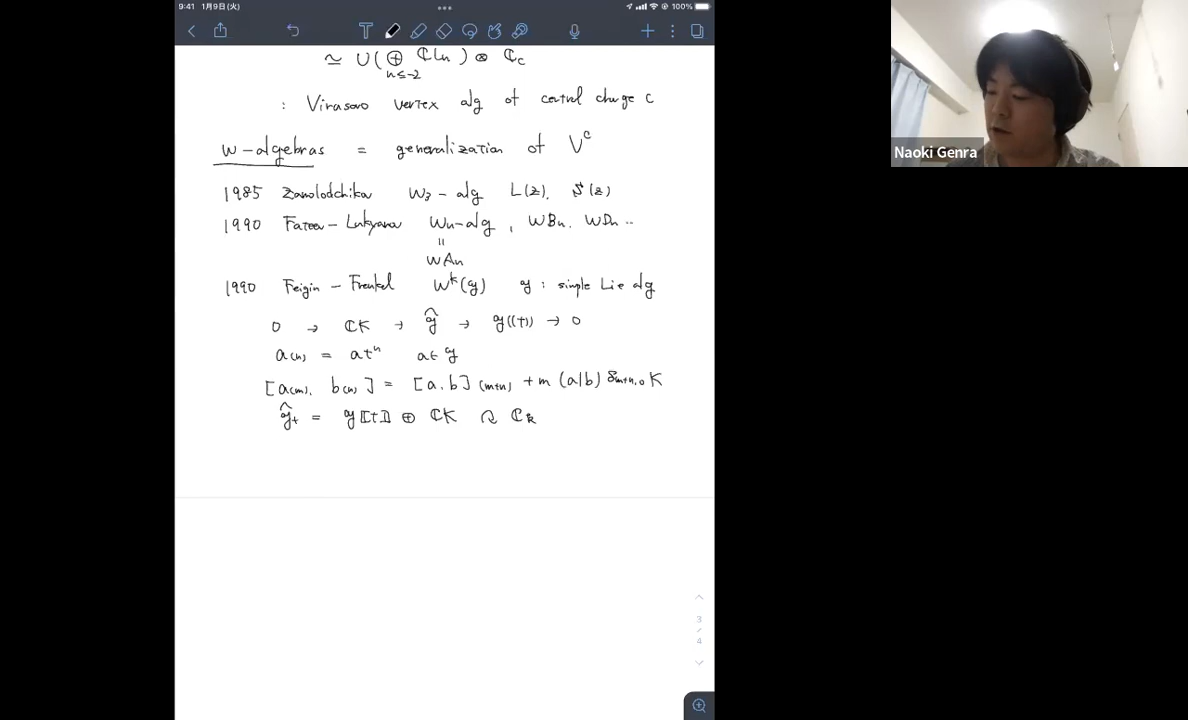 9:41 1月9日(火) 100%
≃ U(⊕_{n≤-2} ℂLn) ⊗ ℂc
: Virasoro vertex alg of central charge c
W-algebras = generalization of V^c
1985 Zamolodchikov W3-alg L(z), S(z)
1990 Fateev - Lukyanov Wn-alg, WBn, WDn ..
=
WAn
1990 Feigin - Frenkel W^k(g) g : simple Lie alg
0 → ℂK → ĝ → g((t)) → 0
a(n) = at^n a ∈ g
[a(m), b(n)] = [a, b](m+n) + m (a|b) δm+n,0 K
ĝ+ = g[[t]] ⊕ ℂK ↷ ℂk
3
/
4
Naoki Genra